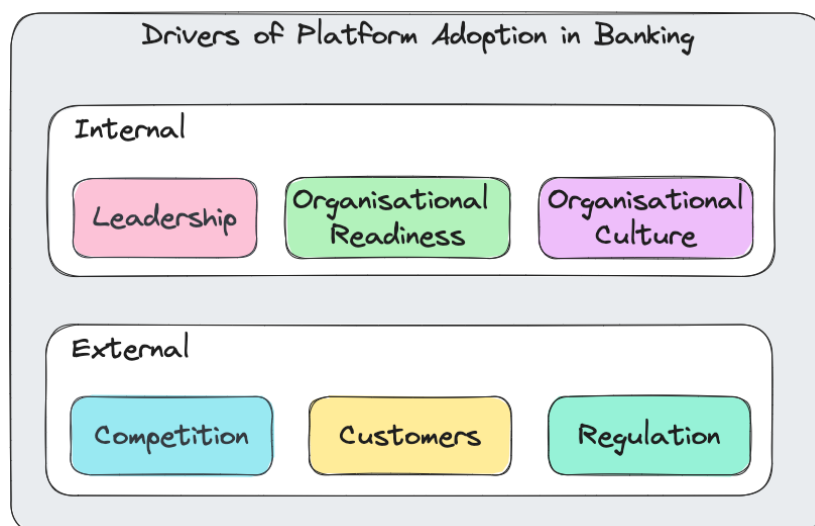 Drivers of Platform Adoption in Banking
Internal
Leadership
Organisational
Readiness
Organisational
Culture
External
Competition
Customers
Regulation